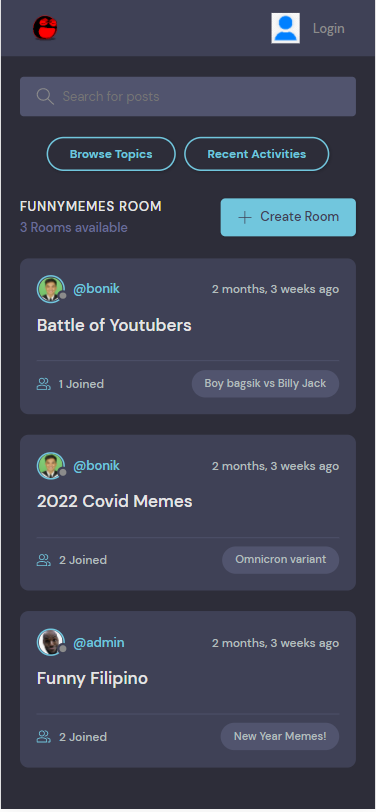 Login
Search for posts
Browse Topics
Recent Activities
FUNNYMEMES ROOM
3 Rooms available
Create Room
@bonik
2 months, 3 weeks ago
Battle of Youtubers
1 Joined
Boy bagsik vs Billy Jack
@bonik
2 months, 3 weeks ago
2022 Covid Memes
2 Joined
Omnicron variant
@admin
2 months, 3 weeks ago
Funny Filipino
2 Joined
New Year Memes!